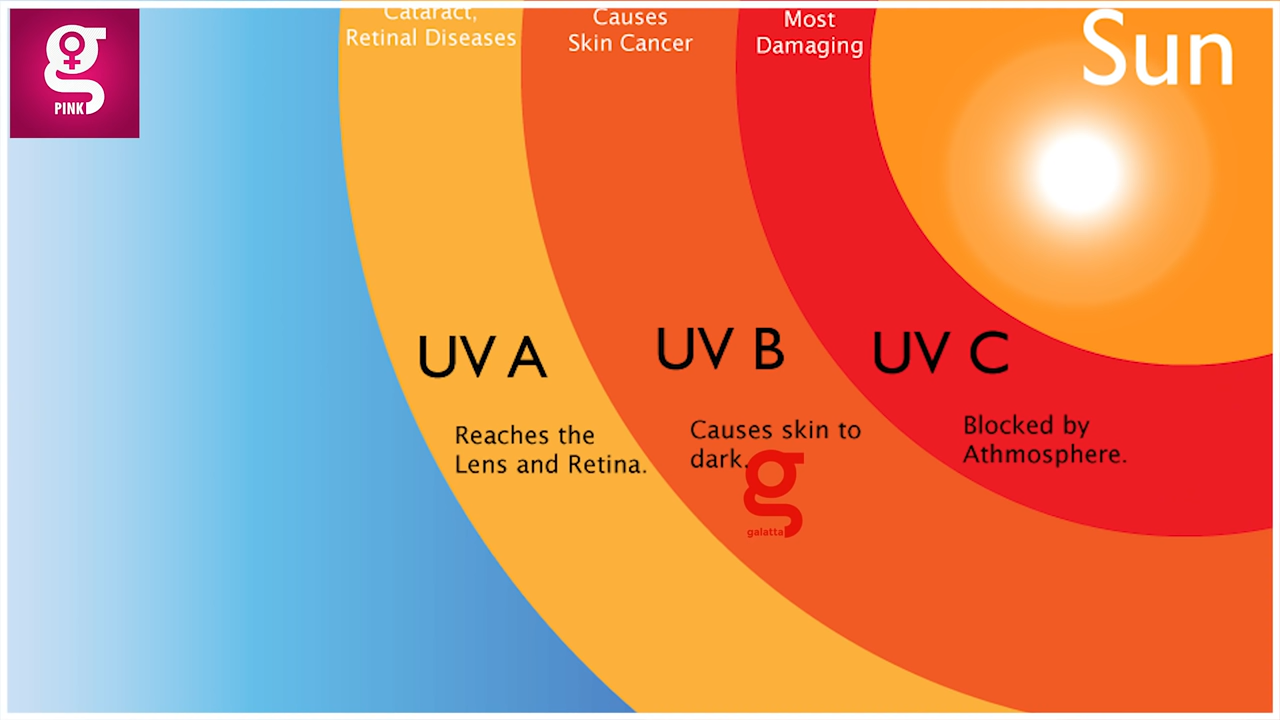 g
PINK
Cataract,
Retinal Diseases
Causes
Skin Cancer
Most
Damaging
Sun
UV A
Reaches the
Lens and Retina.
UV B
Causes skin to
dark.
UV C
Blocked by
Athmosphere.
g
galatta